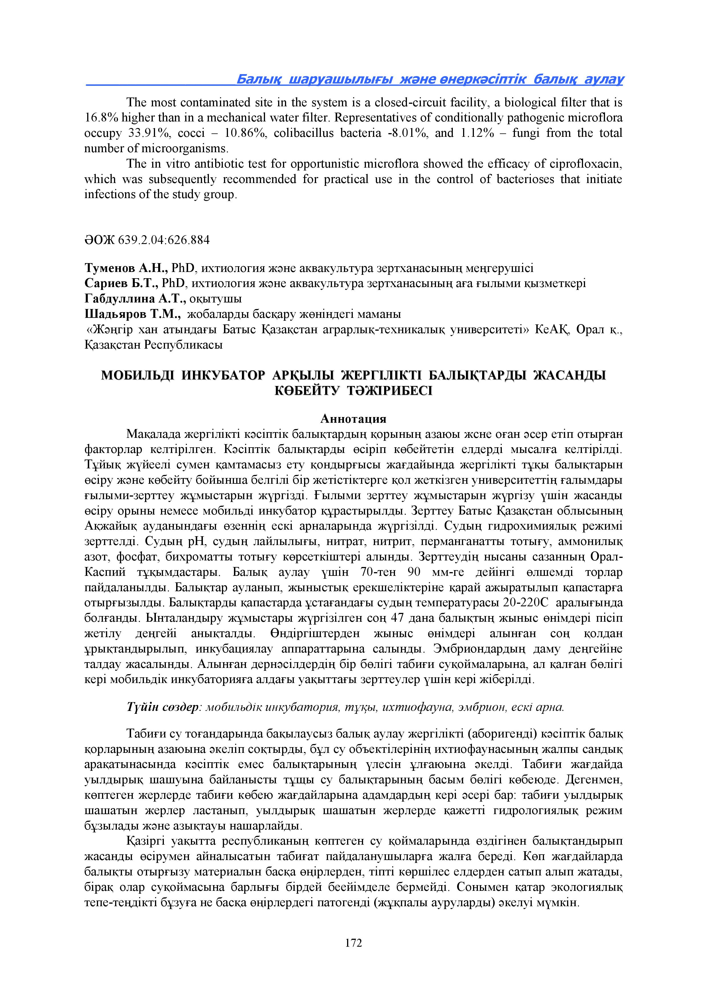 Балық шаруашылығы және өнеркәсіптік балық аулау
The most contaminated site in the system is a closed-circuit facility, a biological filter that is
16.8% higher than in a mechanical water filter. Representatives of conditionally pathogenic microflora
occupy 33.91%, cocci – 10.86%, colibacillus bacteria -8.01%, and 1.12% – fungi from the total
number of microorganisms.
The in vitro antibiotic test for opportunistic microflora showed the efficacy of ciprofloxacin,
which was subsequently recommended for practical use in the control of bacterioses that initiate
infections of the study group.
ӘОЖ 639.2.04:626.884
Туменов А.Н., PhD, ихтиология және аквакультура зертханасының меңгерушісі
Сариев Б.Т., PhD, ихтиология және аквакультура зертханасының аға ғылыми қызметкері
Габдуллина А.Т., оқытушы
Шадьяров Т.М., жобаларды басқару жөніндегі маманы
«Жәңгір хан атындағы Батыс Қазақстан аграрлық-техникалық университеті» КеАҚ, Орал қ.,
Қазақстан Республикасы
МОБИЛЬДІ ИНКУБАТОР АРҚЫЛЫ ЖЕРГІЛІКТІ БАЛЫҚТАРДЫ ЖАСАНДЫ
КӨБЕЙТУ ТӘЖІРИБЕСІ
Аннотация
Мақалада жергілікті кәсіптік балықтардың қорының азаюы жсне оған әсер етіп отырған
факторлар келтірілген. Кәсіптік балықтарды өсіріп көбейтетін елдерді мысалға келтірілді.
Тұйық жүйеелі сумен қамтамасыз ету қондырғысы жағдайында жергілікті тұқы балықтарын
өсіру және көбейту бойынша белгілі бір жетістіктерге қол жеткізген университеттің ғалымдары
ғылыми-зерттеу жұмыстарын жүргізді. Ғылыми зерттеу жұмыстарын жүргізу үшін жасанды
өсіру орыны немесе мобильді инкубатор құрастырылды. Зерттеу Батыс Қазақстан облысының
Ақжайық ауданындағы өзеннің ескі арналарында жүргізілді. Судың гидрохимиялық режимі
зерттелді. Судың рН, судың лайлылығы, нитрат, нитрит, перманганатты тотығу, аммонилық
азот, фосфат, бихроматты тотығу көрсеткіштері алынды. Зерттеудің нысаны сазанның Орал-
Каспий тұқымдастары. Балық аулау үшін 70-тен 90 мм-ге дейінгі өлшемді торлар
пайдаланылды. Балықтар ауланып, жыныстық ерекшеліктеріне қарай ажыратылып қапастарға
отырғызылды. Балықтарды қапастарда ұстағандағы судың температурасы 20-220С аралығында
болғанды. Ынталандыру жұмыстары жүргізілген соң 47 дана балықтың жыныс өнімдері пісіп
жетілу деңгейі анықталды. Өндіргіштерден жыныс өнімдері алынған соң қолдан
ұрықтандырылып, инкубациялау аппараттарына салынды. Эмбриондардың даму деңгейіне
талдау жасалынды. Алынған дернәсілдердің бір бөлігі табиғи суқоймаларына, ал қалған бөлігі
кері мобильдік инкубаторияға алдағы уақыттағы зерттеулер үшін кері жіберілді.
Түйін сөздер: мобильдік инкубатория, тұқы, ихтиофауна, эмбрион, ескі арна.
Табиғи су тоғандарында бақылаусыз балық аулау жергілікті (аборигенді) кәсіптік балық
қорларының азаюына әкеліп соқтырды, бұл су объектілерінің ихтиофаунасының жалпы сандық
арақатынасында кәсіптік емес балықтарының үлесін ұлғаюына әкелді. Табиғи жағдайда
уылдырық шашуына байланысты тұщы су балықтарының басым бөлігі көбеюде. Дегенмен,
көптеген жерлерде табиғи көбею жағдайларына адамдардың кері әсері бар: табиғи уылдырық
шашатын жерлер ластанып, уылдырық шашатын жерлерде қажетті гидрологиялық режим
бұзылады және азықтауы нашарлайды.
Қазіргі уақытта республиканың көптеген су қоймаларында өздігінен балықтандырып
жасанды өсірумен айналысатын табиғат пайдаланушыларға жалға береді. Көп жағдайларда
балықты отырғызу материалын басқа өңірлерден, тіпті көршілес елдерден сатып алып жатады,
бірақ олар суқоймасына барлығы бірдей беейімделе бермейді. Сонымен қатар экологиялық
тепе-теңдікті бұзуға не басқа өңірлердегі патогенді (жұқпалы ауруларды) әкелуі мүмкін.
172